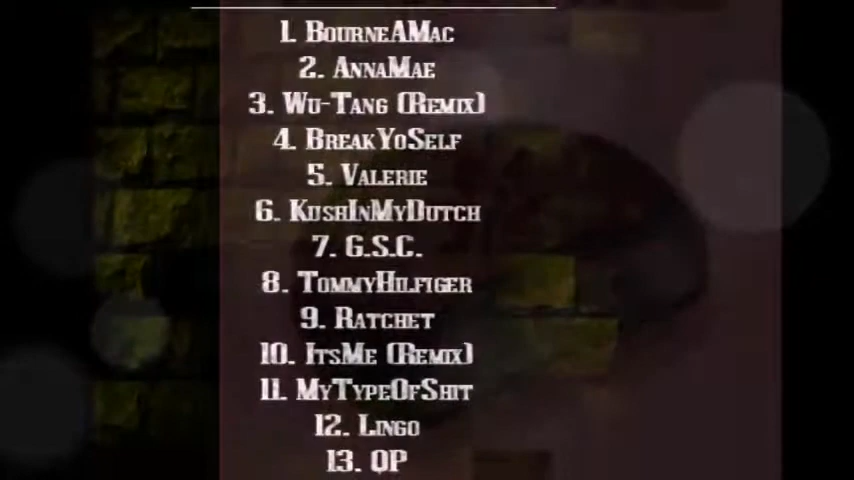 1. BourneAMac
2. AnnaMae
3. Wu-Tang (Remix)
4. BreakYoSelf
5. Valerie
6. KushInMyDutch
7. G.S.C.
8. TommyHilfiger
9. Ratchet
10. ItsMe (Remix)
11. MyTypeOfShit
12. Lingo
13. QP